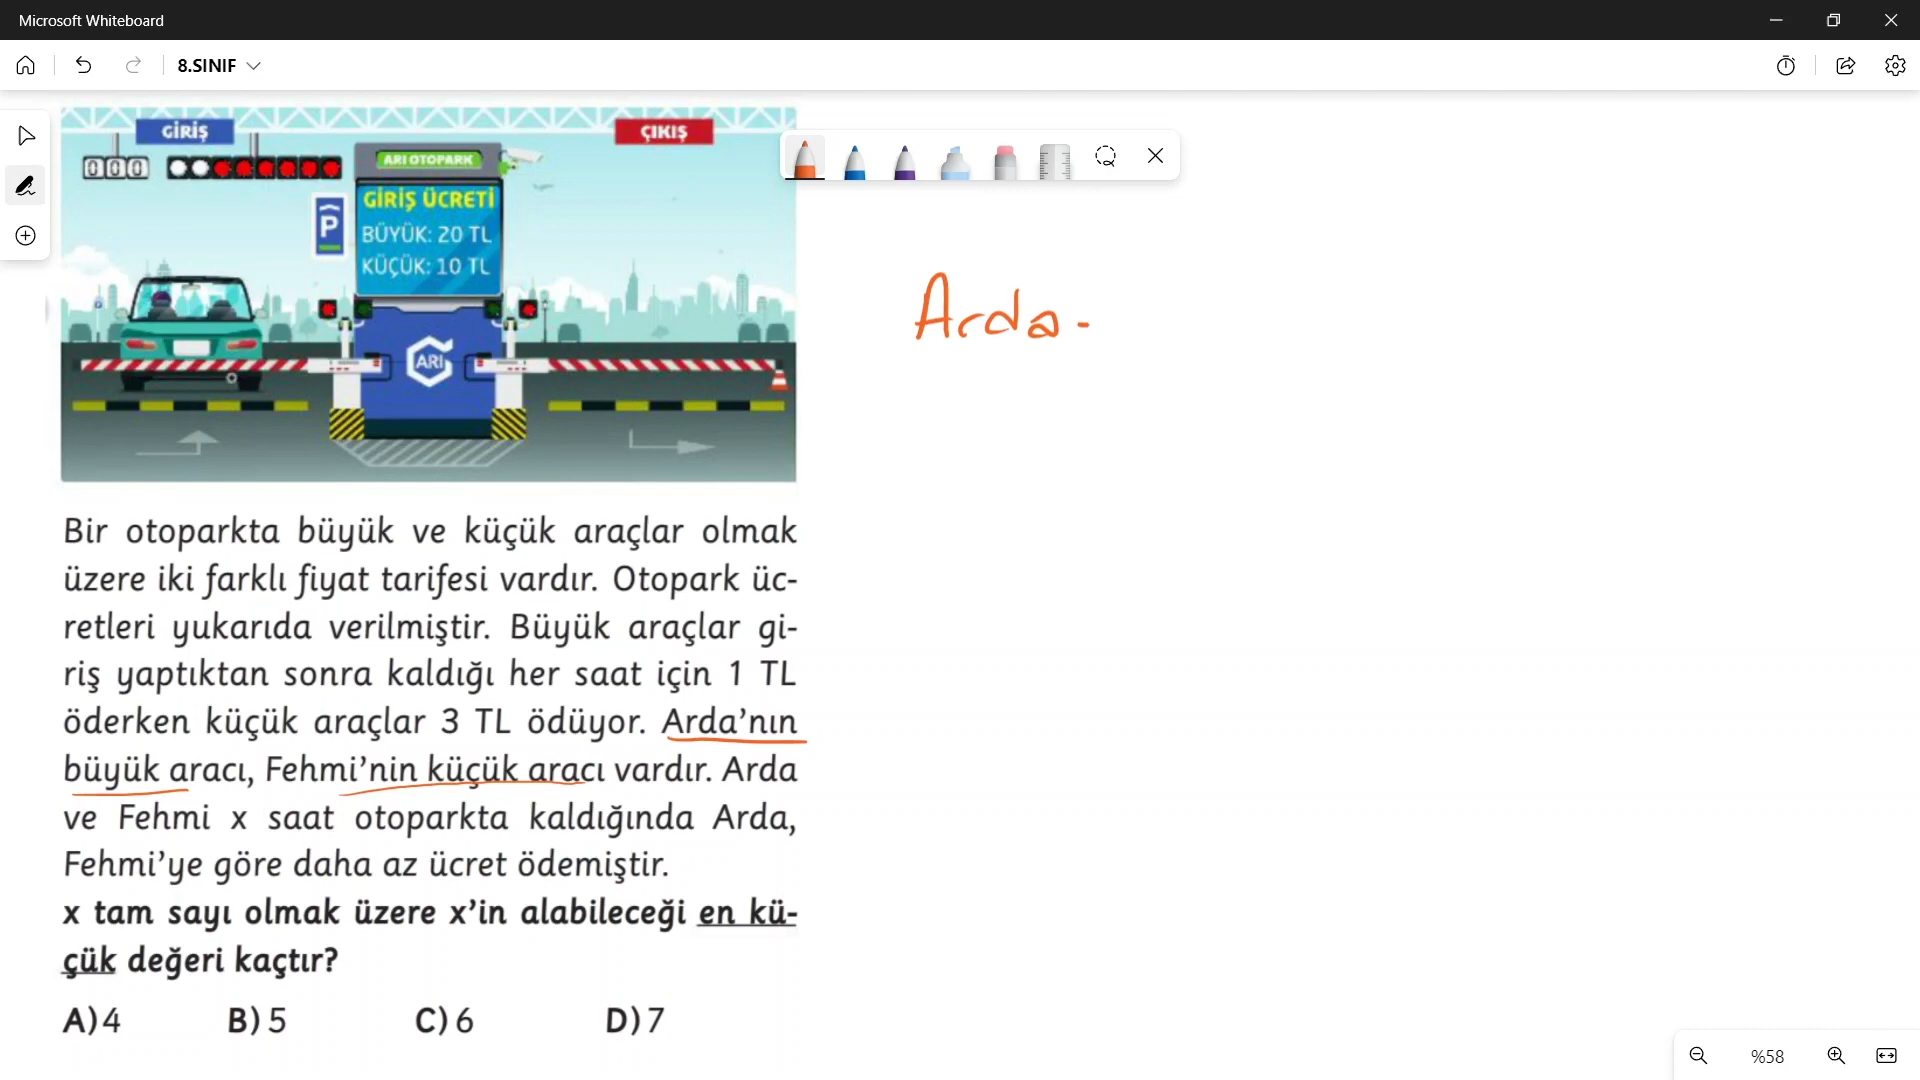 Microsoft Whiteboard
8.SINIF
GİRİŞ
ÇIKIŞ
000
ARI OTOPARK
GİRİŞ ÜCRETİ
P
BÜYÜK: 20 TL
KÜÇÜK: 10 TL
ARI
Arda -
Bir otoparkta büyük ve küçük araçlar olmak
üzere iki farklı fiyat tarifesi vardır. Otopark üc-
retleri yukarıda verilmiştir. Büyük araçlar gi-
riş yaptıktan sonra kaldığı her saat için 1 TL
öderken küçük araçlar 3 TL ödüyor. Arda'nın
büyük aracı, Fehmi'nin küçük aracı vardır. Arda
ve Fehmi x saat otoparkta kaldığında Arda,
Fehmi'ye göre daha az ücret ödemiştir.
x tam sayı olmak üzere x'in alabileceği en kü-
çük değeri kaçtır?
A) 4 B) 5 C) 6 D) 7
%58